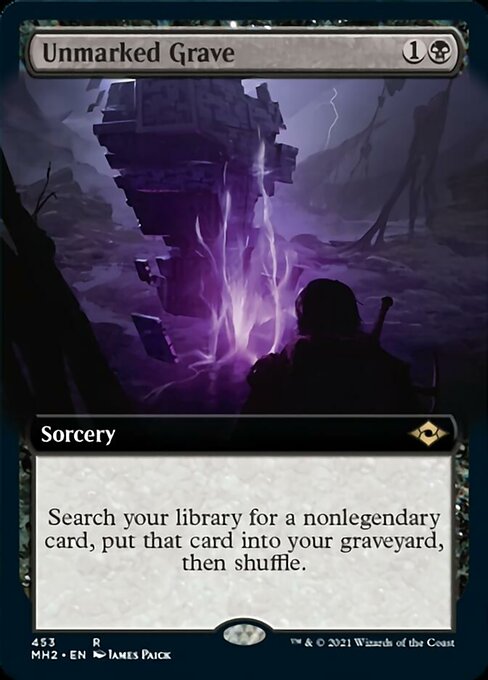 Unmarked Grave 1
Sorcery
Search your library for a nonlegendary
card, put that card into your graveyard,
then shuffle.
453 R
MH2 • EN James Paick
™ & © 2021 Wizards of the Coast